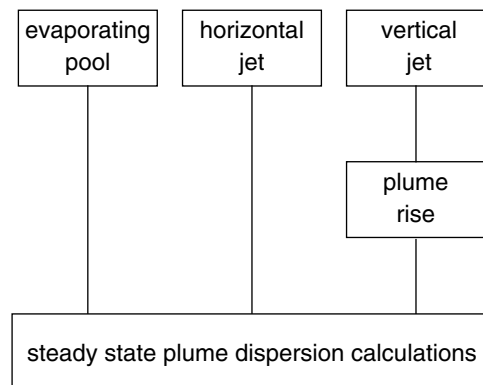 evaporating
pool
horizontal
jet
vertical
jet
plume
rise
steady state plume dispersion calculations